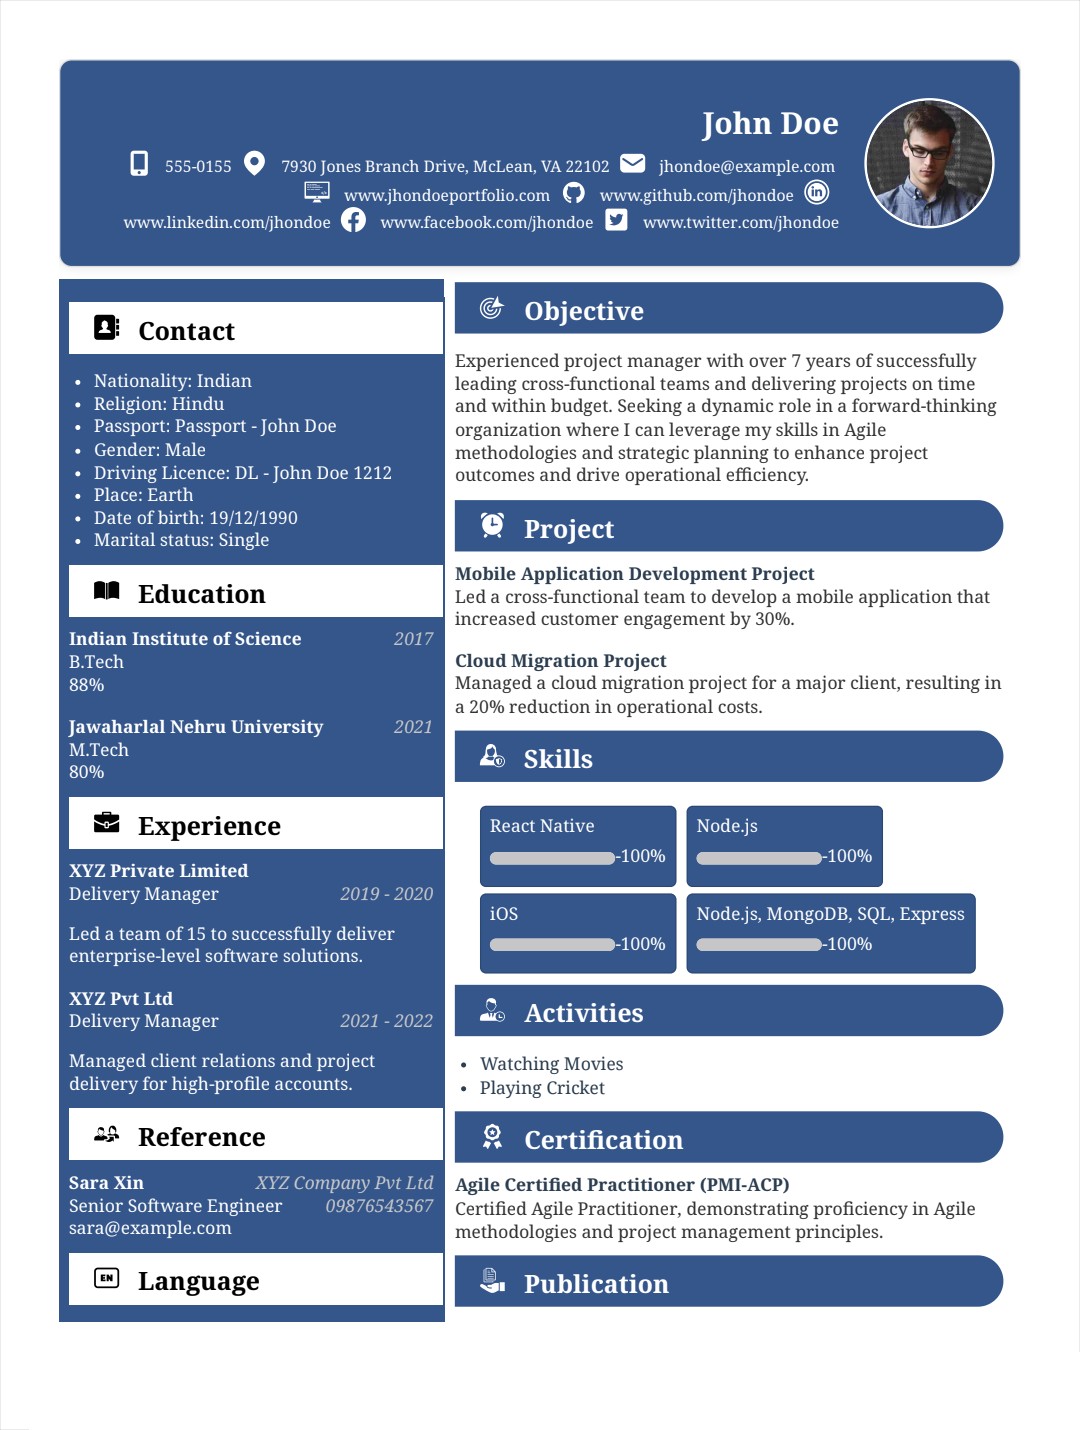 John Doe
555-0155 7930 Jones Branch Drive, McLean, VA 22102 jhondoe@example.com
www.jhondoeportfolio.com www.github.com/jhondoe
www.linkedin.com/jhondoe www.facebook.com/jhondoe www.twitter.com/jhondoe
Contact
• Nationality: Indian
• Religion: Hindu
• Passport: Passport - John Doe
• Gender: Male
• Driving Licence: DL - John Doe 1212
• Place: Earth
• Date of birth: 19/12/1990
• Marital status: Single
Education
Indian Institute of Science 2017
B.Tech
88%
Jawaharlal Nehru University 2021
M.Tech
80%
Experience
XYZ Private Limited
Delivery Manager 2019 - 2020
Led a team of 15 to successfully deliver
enterprise-level software solutions.
XYZ Pvt Ltd
Delivery Manager 2021 - 2022
Managed client relations and project
delivery for high-profile accounts.
Reference
Sara Xin XYZ Company Pvt Ltd
Senior Software Engineer 09876543567
sara@example.com
EN Language
Objective
Experienced project manager with over 7 years of successfully
leading cross-functional teams and delivering projects on time
and within budget. Seeking a dynamic role in a forward-thinking
organization where I can leverage my skills in Agile
methodologies and strategic planning to enhance project
outcomes and drive operational efficiency.
Project
Mobile Application Development Project
Led a cross-functional team to develop a mobile application that
increased customer engagement by 30%.
Cloud Migration Project
Managed a cloud migration project for a major client, resulting in
a 20% reduction in operational costs.
Skills
React Native Node.js
-100% -100%
iOS Node.js, MongoDB, SQL, Express
-100% -100%
Activities
• Watching Movies
• Playing Cricket
Certification
Agile Certified Practitioner (PMI-ACP)
Certified Agile Practitioner, demonstrating proficiency in Agile
methodologies and project management principles.
Publication